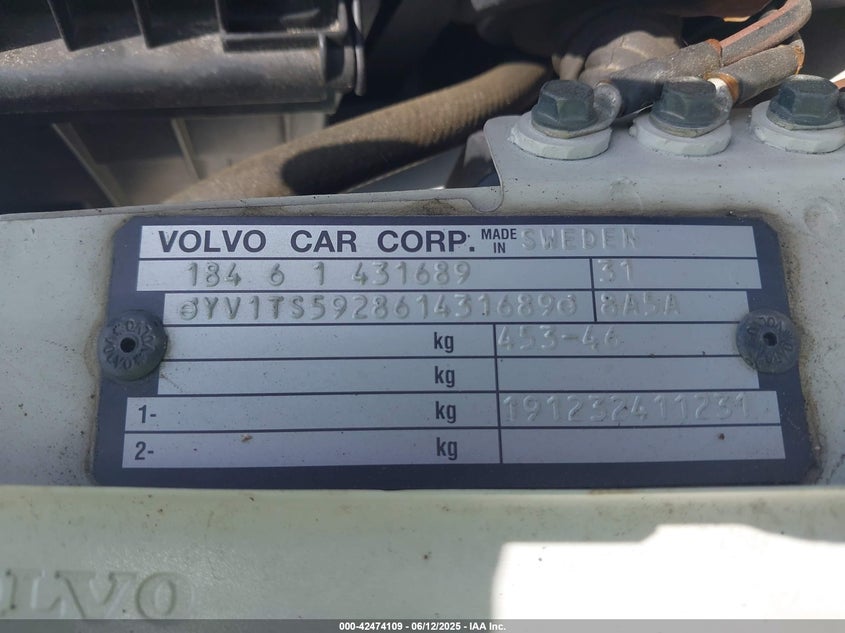 VOLVO CAR CORP. MADE IN SWEDEN
184 6 1 431689 31
YV1TS592861431689 8A5A
kg 453-46
kg
1- kg 191232411231
2- kg
VOLVO
000-42474109 - 06/12/2025 - IAA Inc.